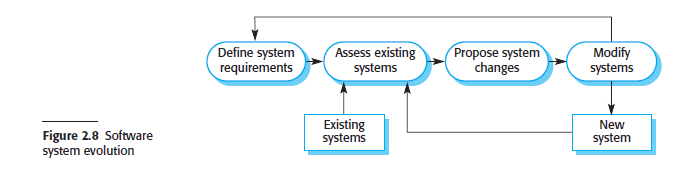 Define system
requirements
Assess existing
systems
Propose system
changes
Modify
systems
Existing
systems
New
system
Figure 2.8 Software
system evolution